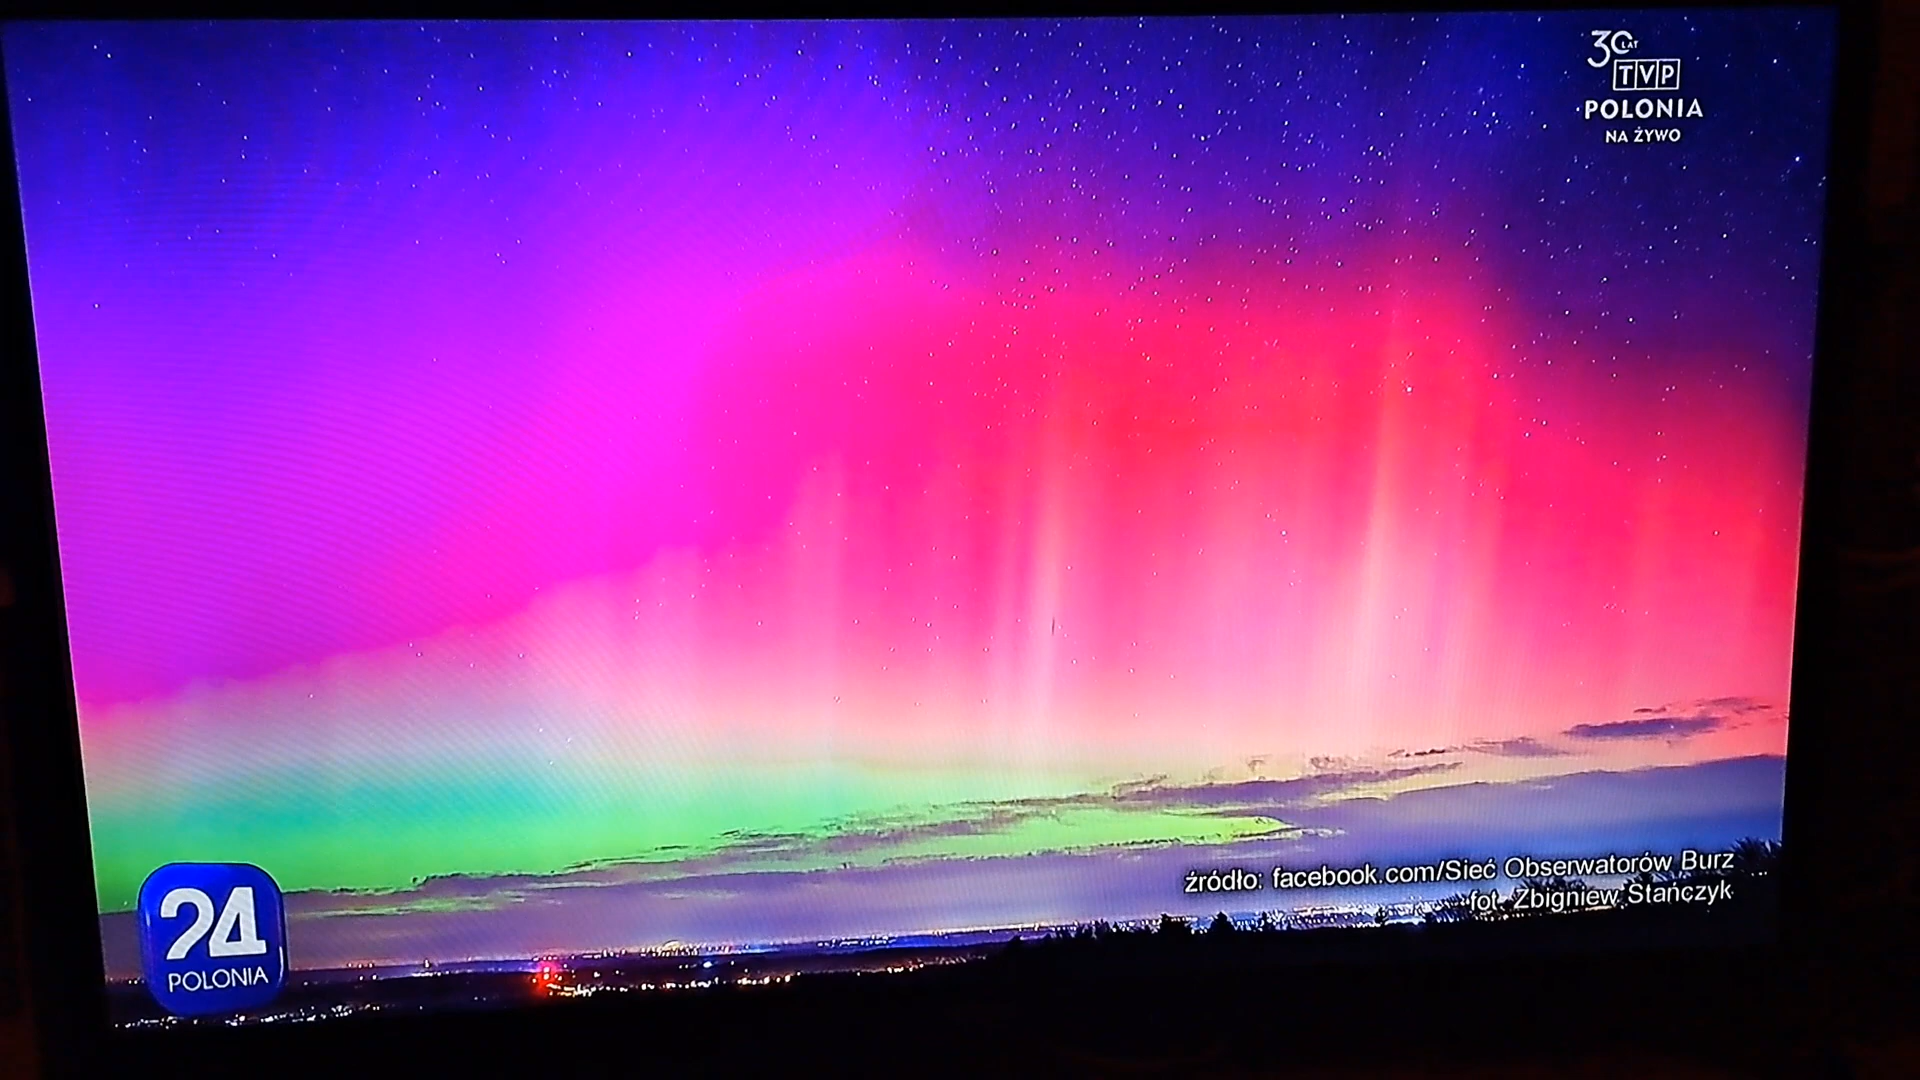 30 LAT
TVP
POLONIA
NA ŻYWO
źródło: facebook.com/Sieć Obserwatorów Burz ...
fot. Zbigniew Stańczyk
24
POLONIA